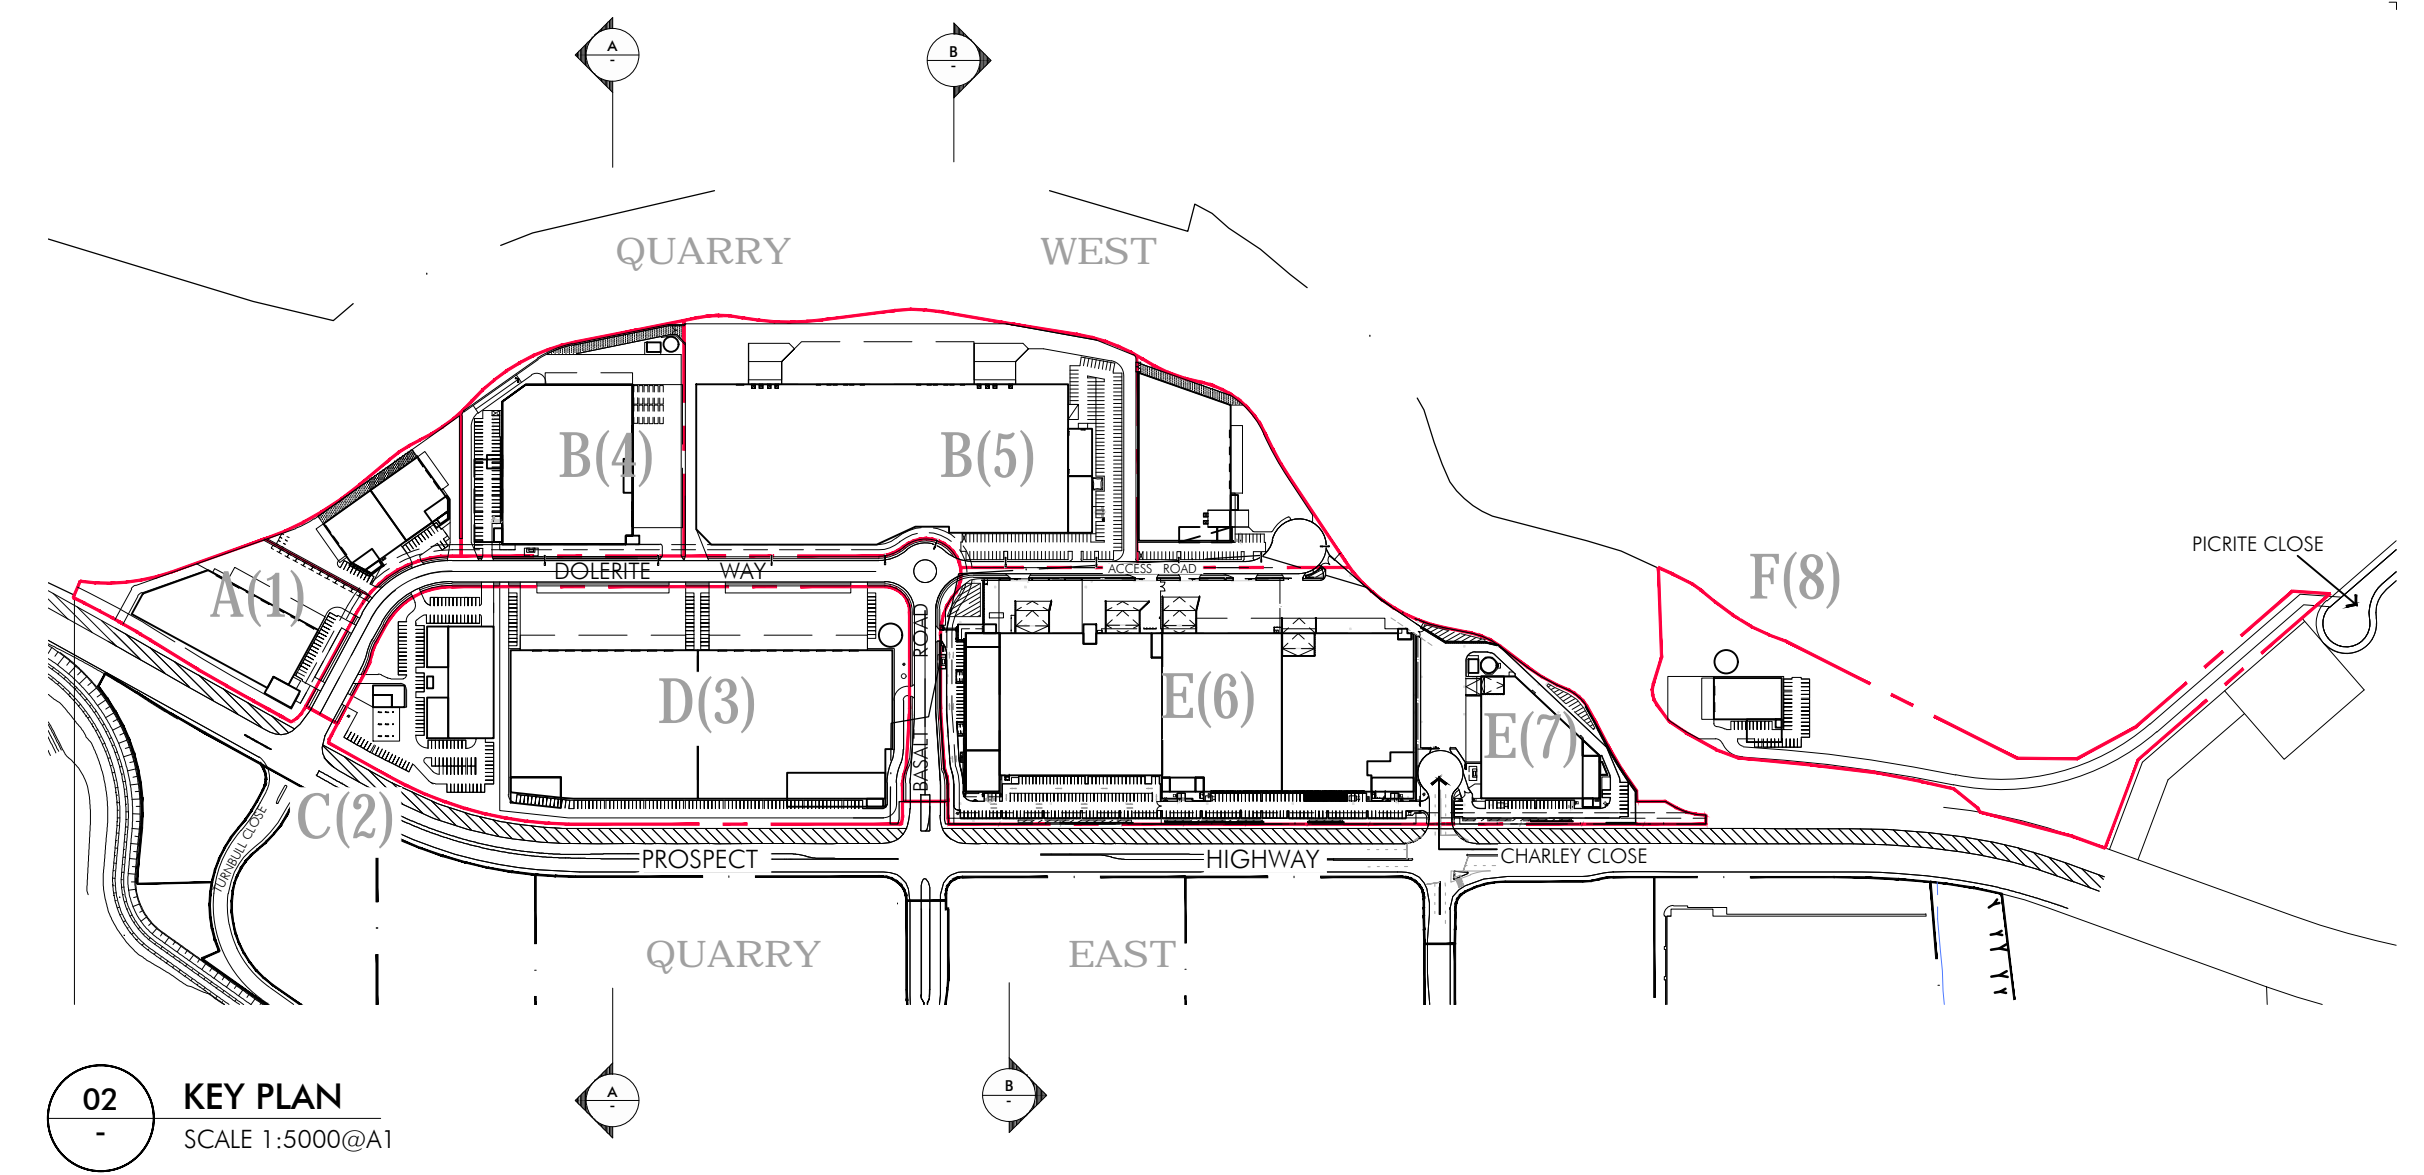 A
-
B
-
QUARRY WEST
B(4)
B(5)
PICRITE CLOSE
DOLERITE WAY
ACCESS ROAD
F(8)
A(1)
BASALT ROAD
D(3)
E(6)
E(7)
C(2)
TURNBULL CLOSE
PROSPECT HIGHWAY
CHARLEY CLOSE
QUARRY EAST
A
-
B
-
02
-
KEY PLAN
SCALE 1:5000@A1